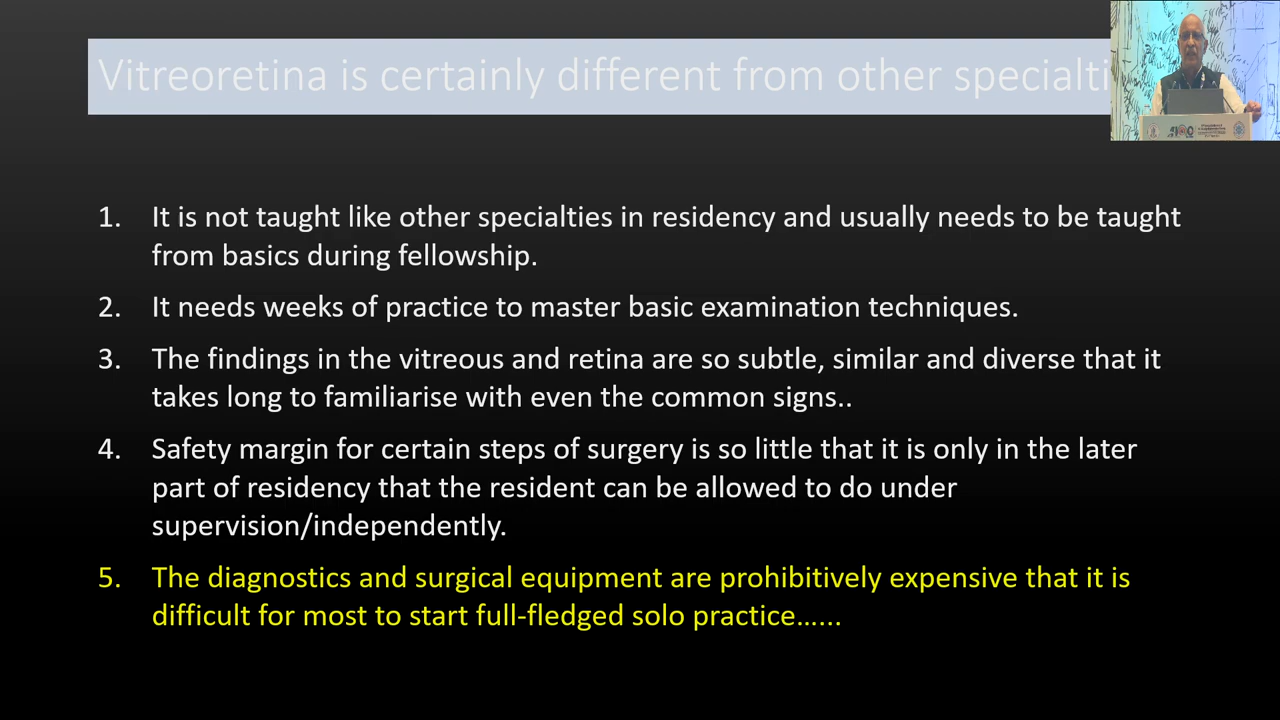 Vitreoretina is certainly different from other specialti
1. It is not taught like other specialties in residency and usually needs to be taught
from basics during fellowship.
2. It needs weeks of practice to master basic examination techniques.
3. The findings in the vitreous and retina are so subtle, similar and diverse that it
takes long to familiarise with even the common signs..
4. Safety margin for certain steps of surgery is so little that it is only in the later
part of residency that the resident can be allowed to do under
supervision/independently.
5. The diagnostics and surgical equipment are prohibitively expensive that it is
difficult for most to start full-fledged solo practice…...